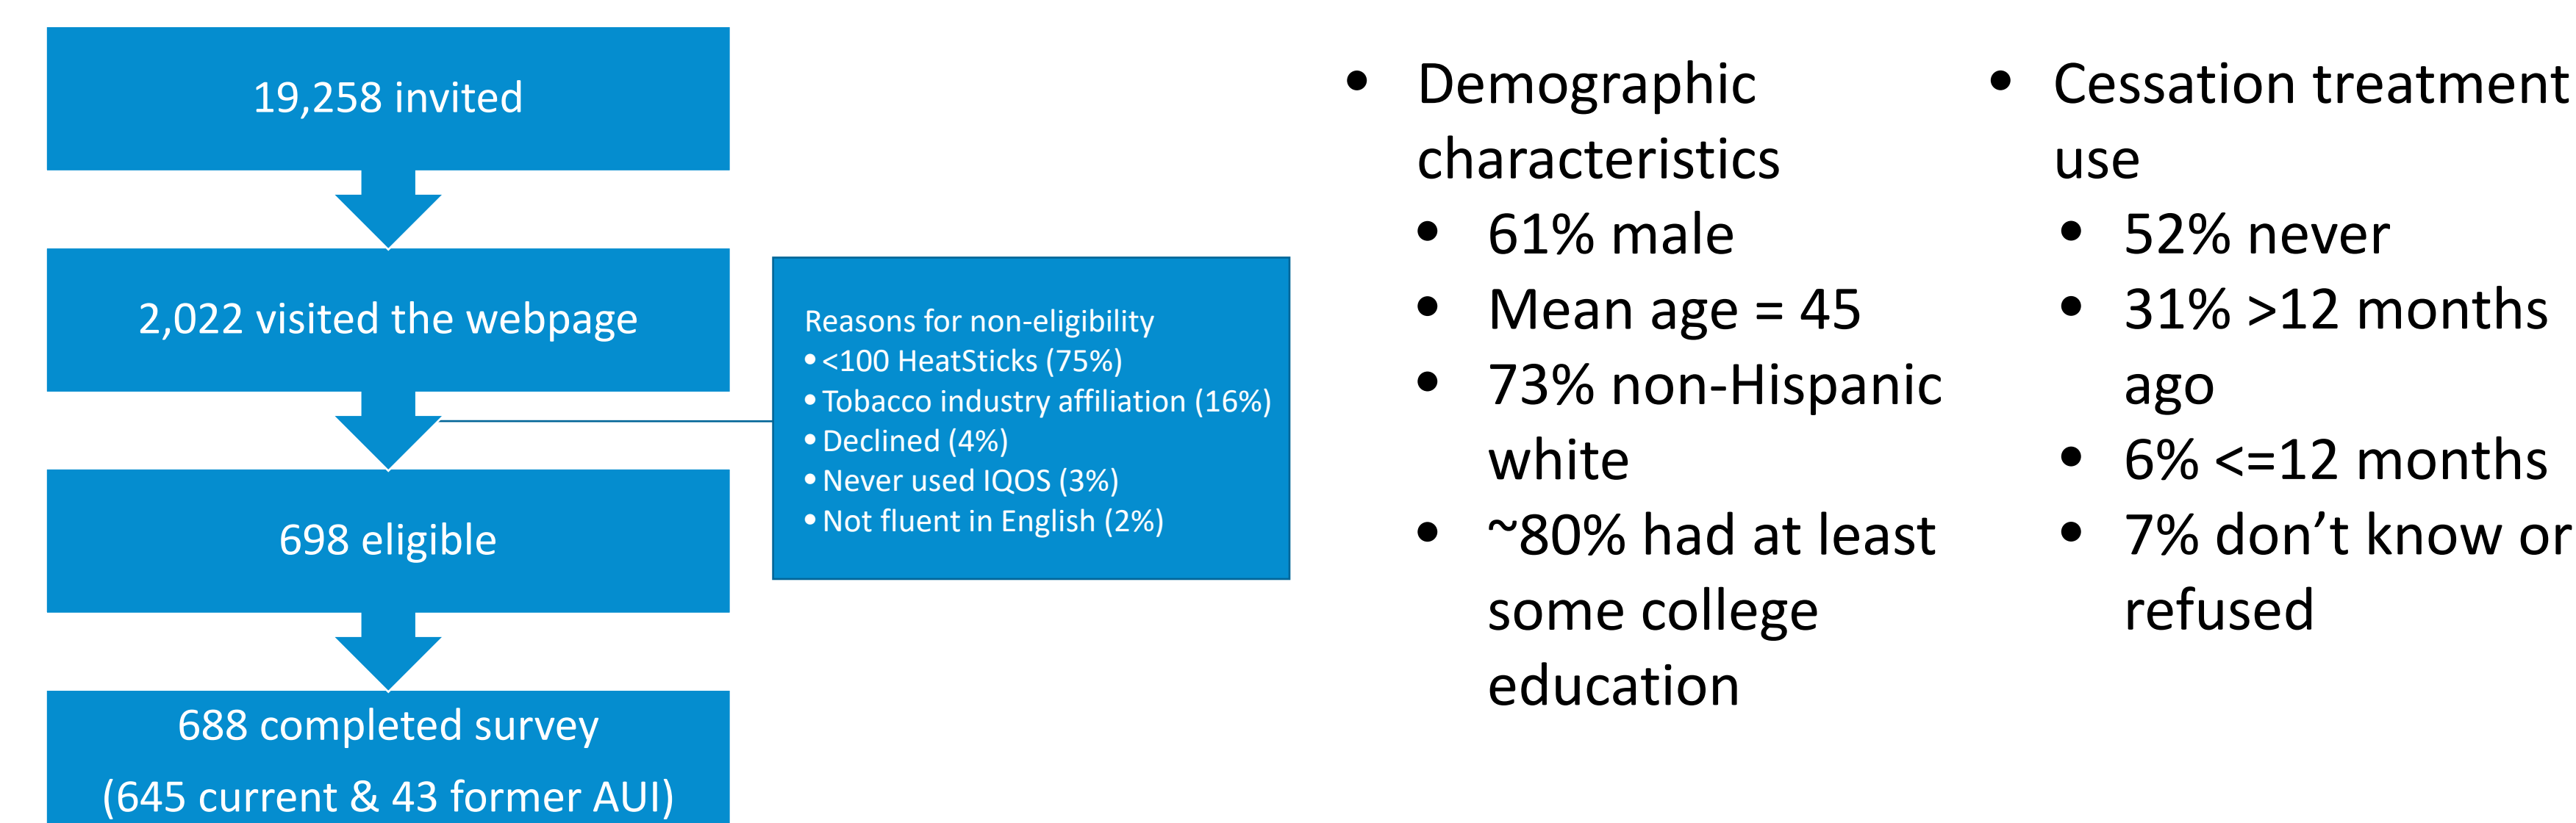 19,258 invited
2,022 visited the webpage
698 eligible
688 completed survey
(645 current & 43 former AUI)
Reasons for non-eligibility
•<100 HeatSticks (75%)
•Tobacco industry affiliation (16%)
•Declined (4%)
•Never used IQOS (3%)
•Not fluent in English (2%)
• Demographic
characteristics
• 61% male
• Mean age = 45
• 73% non-Hispanic
white
• ~80% had at least
some college
education
• Cessation treatment
use
• 52% never
• 31% >12 months
ago
• 6% <=12 months
• 7% don’t know or
refused